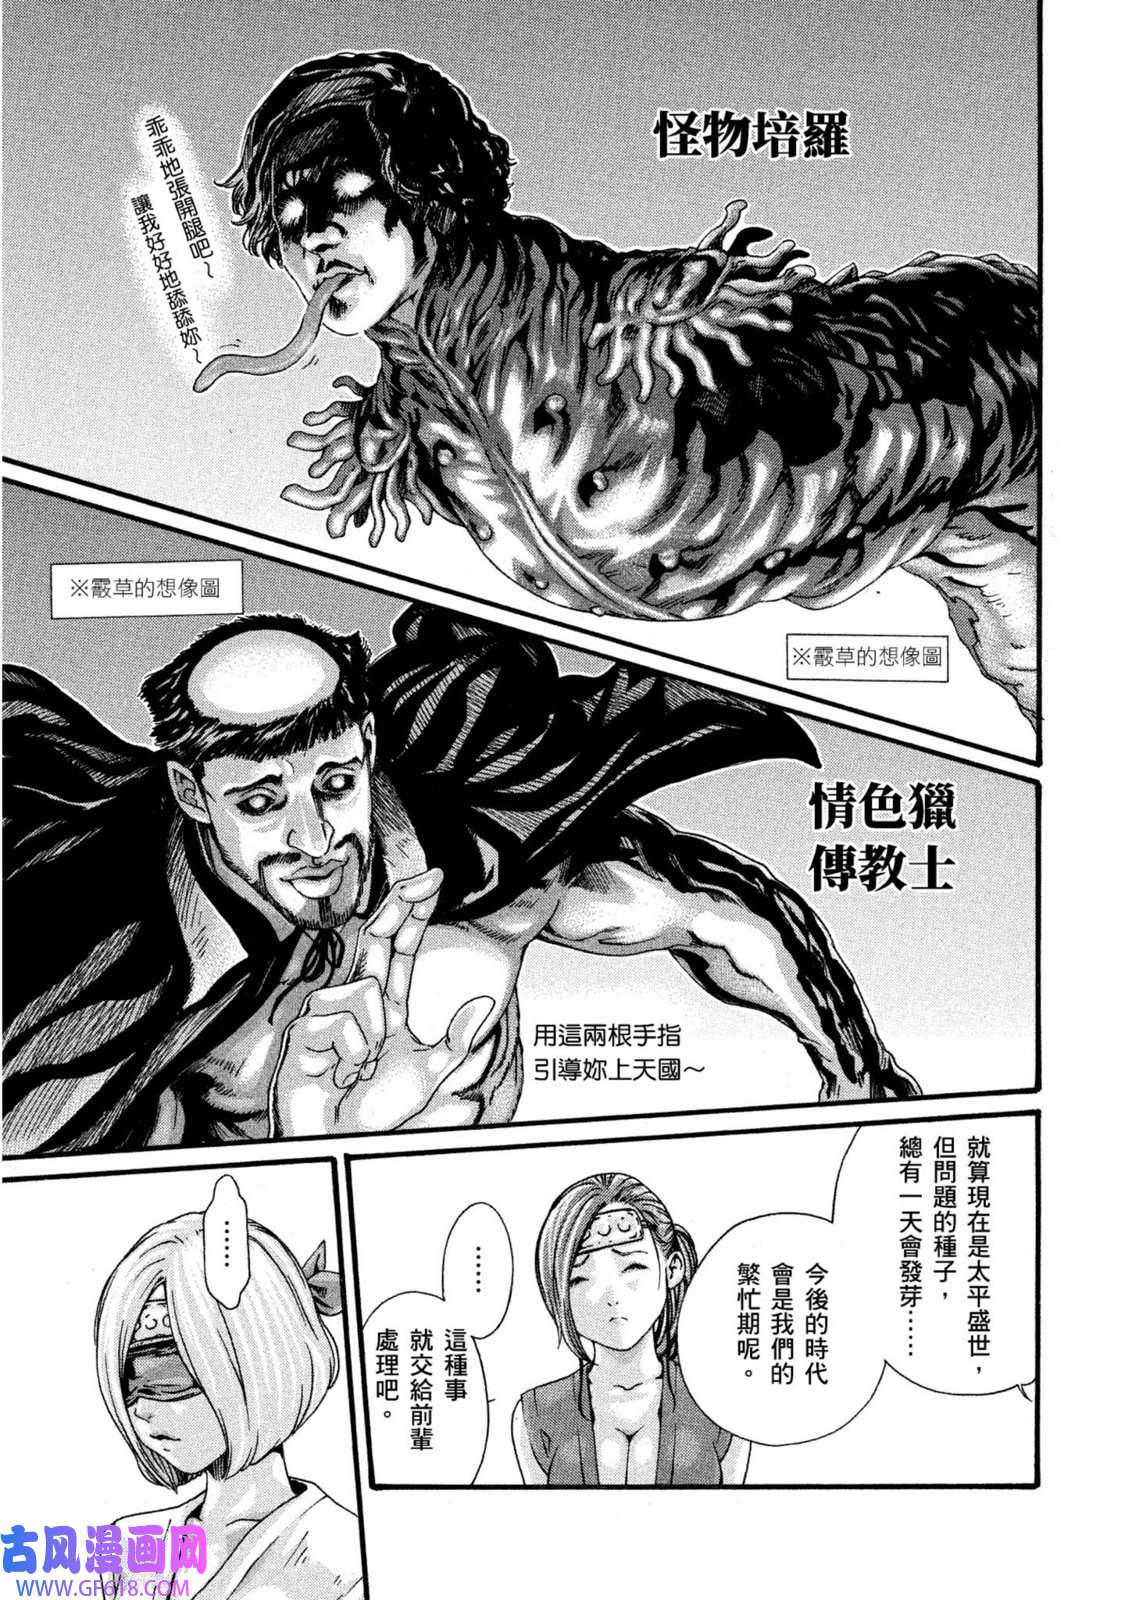 怪物培羅
乖乖地張開腿吧～
讓我好好地舔舔妳～
※霰草的想像圖
※霰草的想像圖
情色獵
傳教士
用這兩根手指
引導妳上天國～
就算現在是太平盛世，
但問題的種子，
總有一天會發芽……
今後的時代
會是我們的
繁忙期呢。
……
這種事
就交給前輩
處理吧。
……
古风漫画网
WWW.GF618.COM